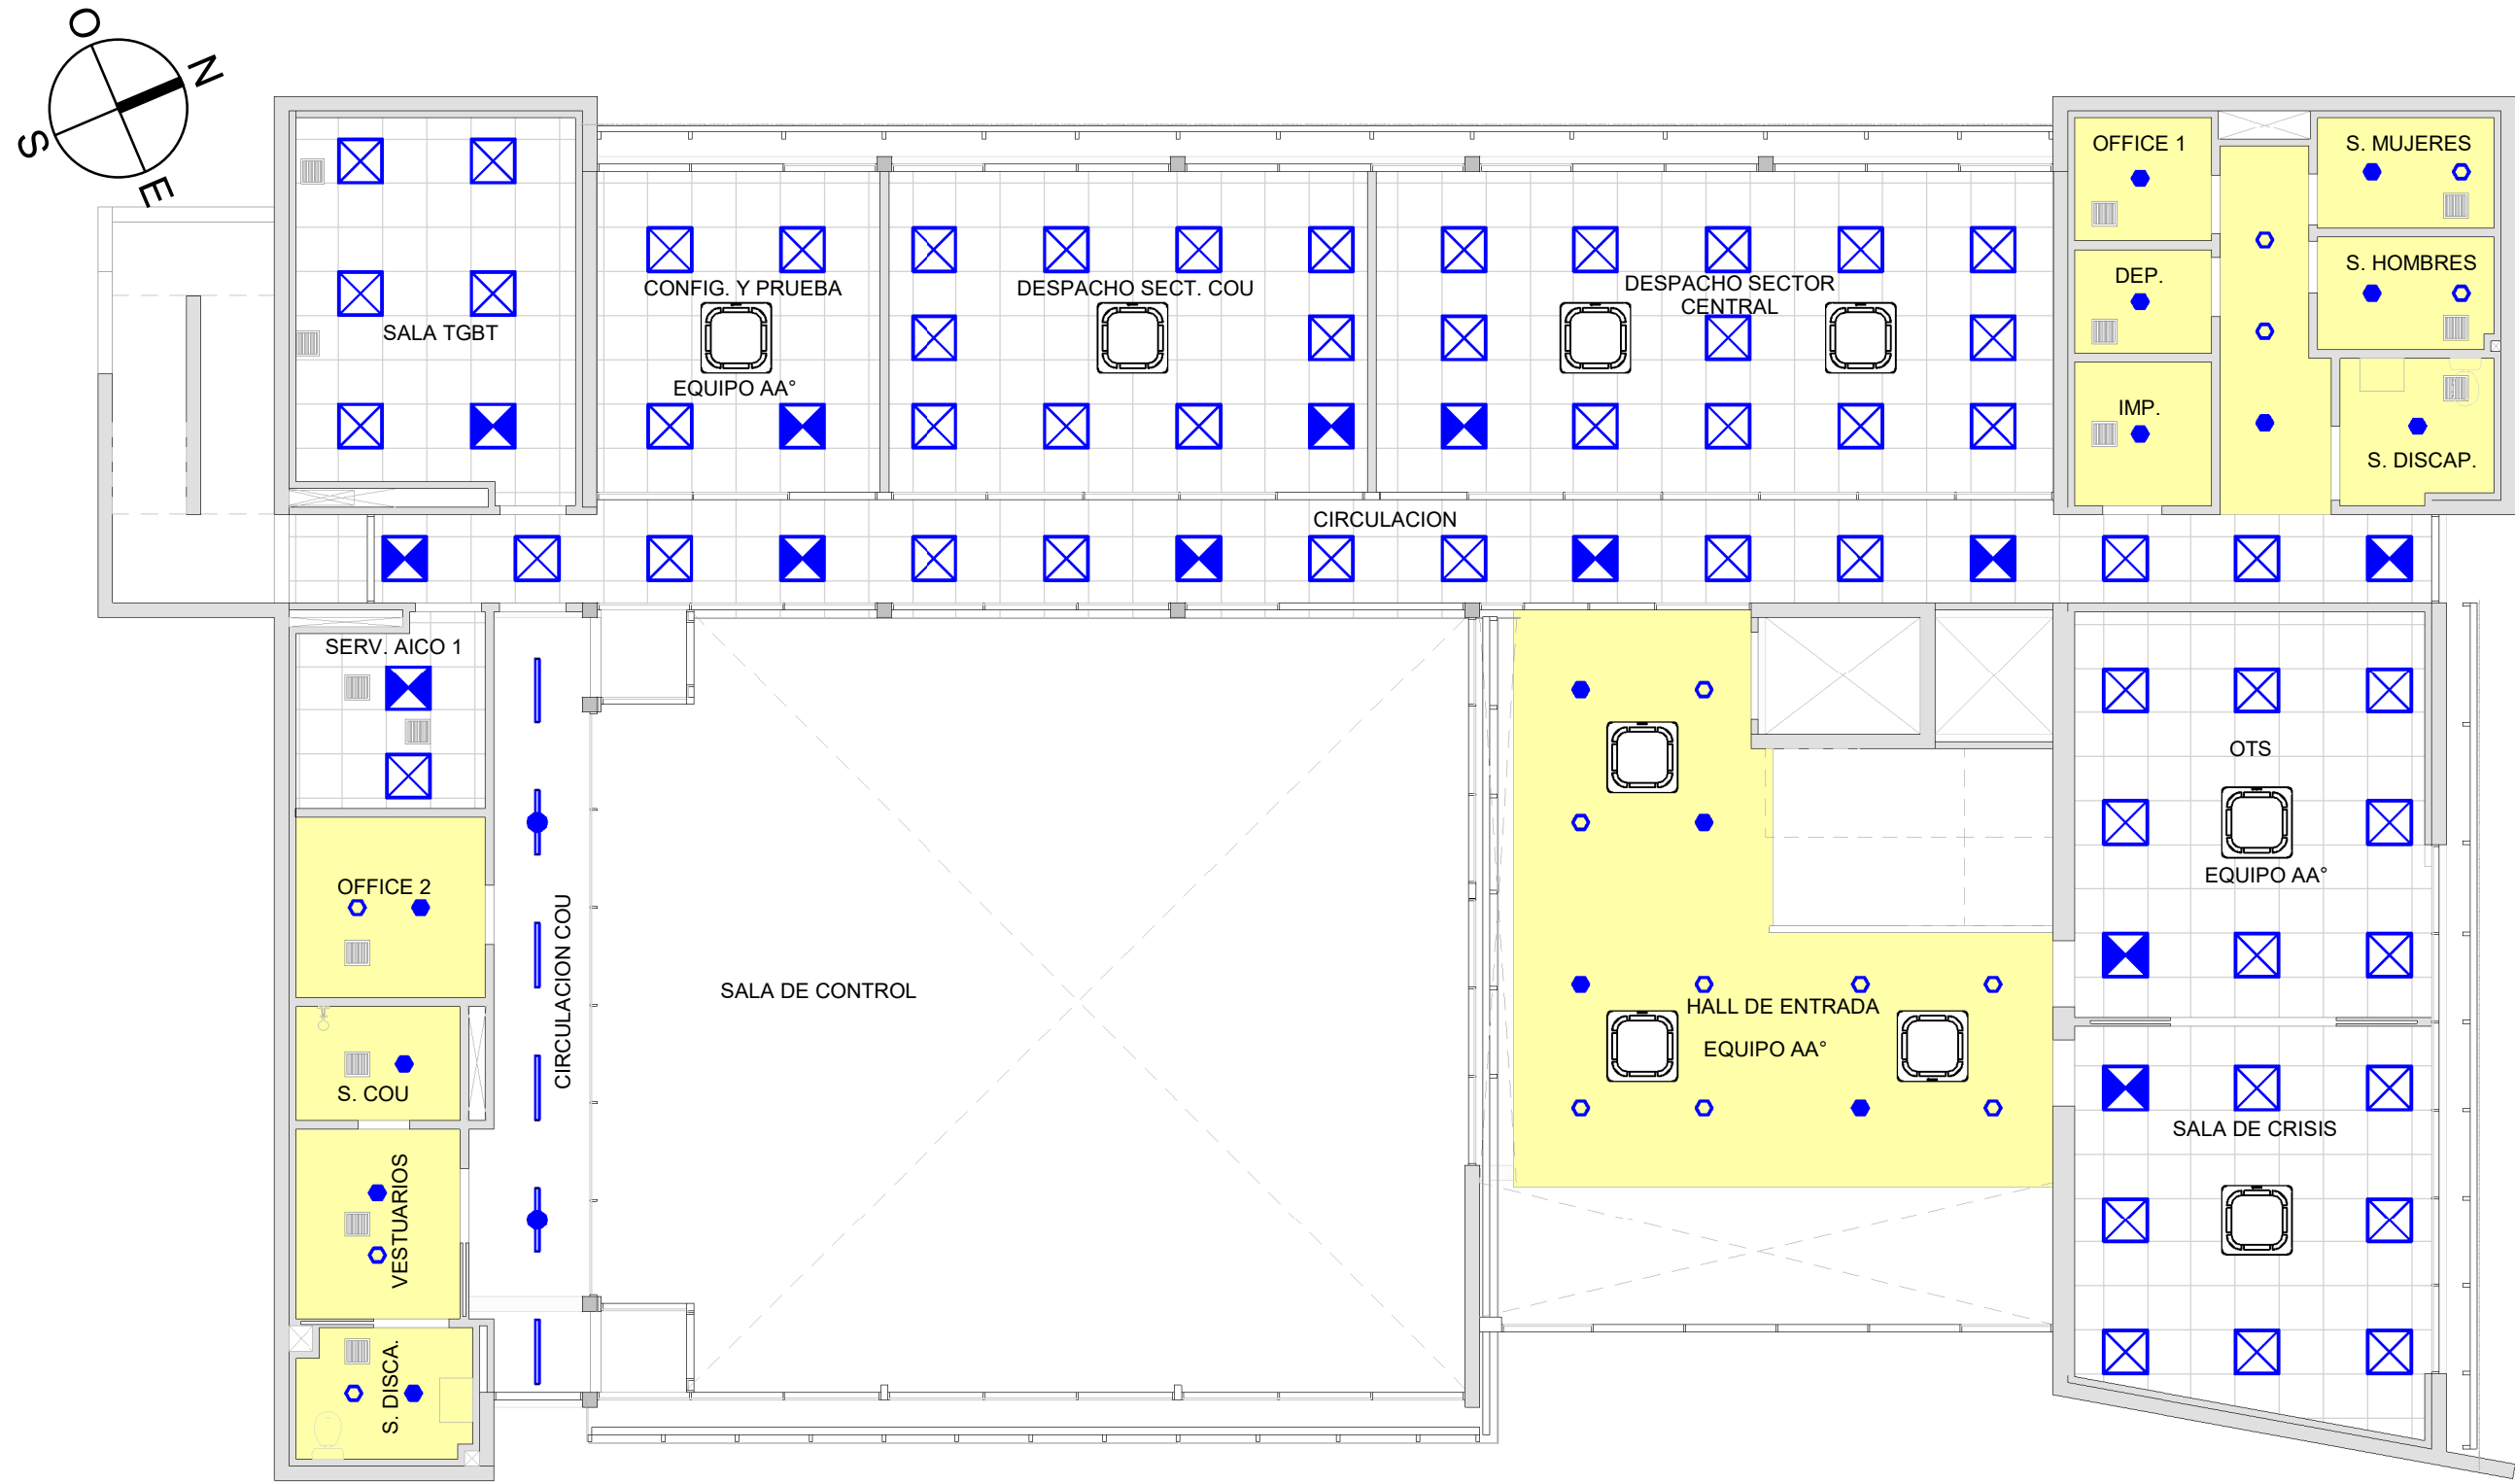 O
N
S
E
OFFICE 1
S. MUJERES
S. HOMBRES
DEP.
CONFIG. Y PRUEBA
DESPACHO SECT. COU
DESPACHO SECTOR
CENTRAL
SALA TGBT
EQUIPO AA°
IMP.
S. DISCAP.
CIRCULACION
SERV. AICO 1
OTS
EQUIPO AA°
OFFICE 2
CIRCULACION COU
SALA DE CONTROL
HALL DE ENTRADA
EQUIPO AA°
S. COU
SALA DE CRISIS
VESTUARIOS
S. DISCA.